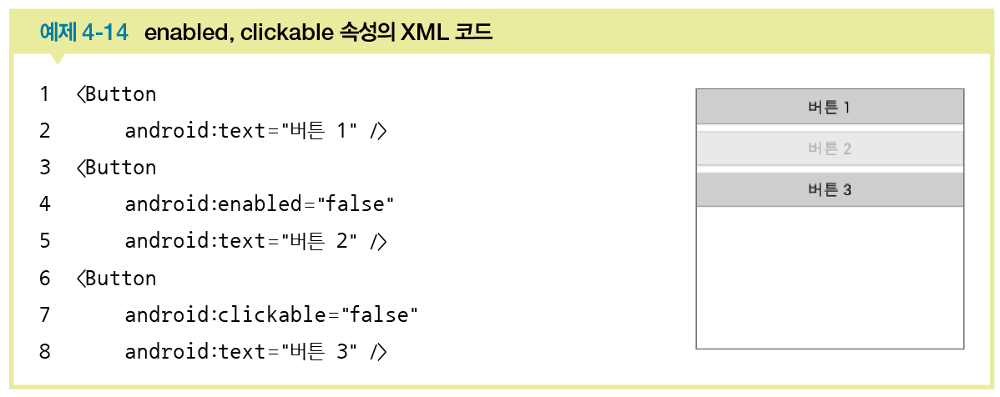 예제 4-14 enabled, clickable 속성의 XML 코드
1 <Button
2 android:text="버튼 1" />
3 <Button
4 android:enabled="false"
5 android:text="버튼 2" />
6 <Button
7 android:clickable="false"
8 android:text="버튼 3" />
버튼 1
버튼 2
버튼 3